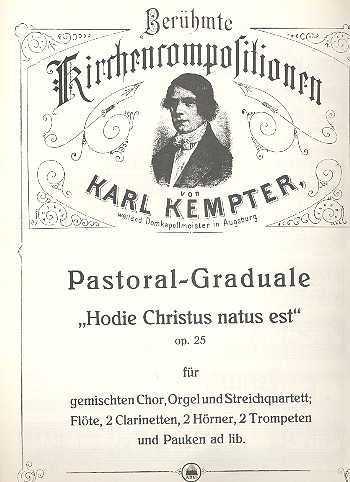 Berühmte
Kirchencompositionen
von
KARL KEMPTER,
weiland Domkapellmeister in Augsburg
Pastoral-Graduale
„Hodie Christus natus est“
op. 25
für
gemischten Chor, Orgel und Streichquartett;
Flöte, 2 Clarinetten, 2 Hörner, 2 Trompeten
und Pauken ad lib.